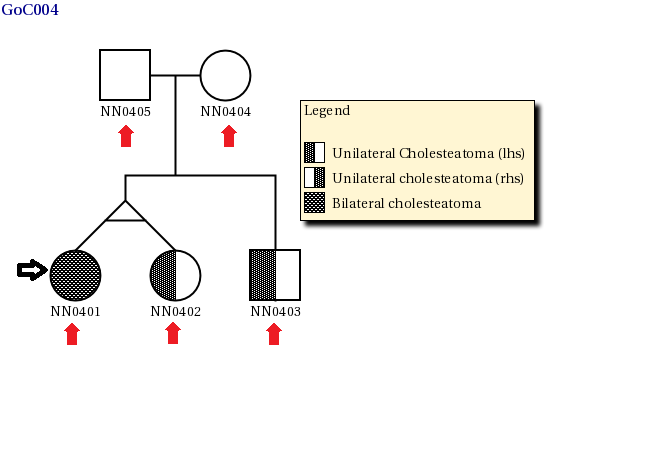 GoC004
NN0405 NN0404
Legend
Unilateral Cholesteatoma (lhs)
Unilateral cholesteatoma (rhs)
Bilateral cholesteatoma
NN0401 NN0402 NN0403